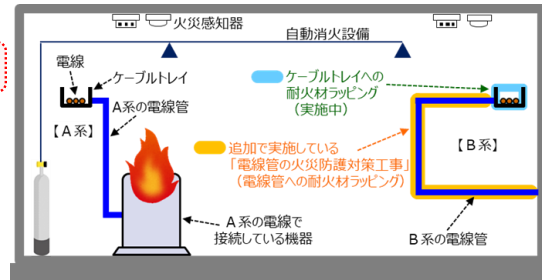 火災感知器
自動消火設備
電線
ケーブルトレイ
A系の電線管
【A系】
ケーブルトレイへの
耐火材ラッピング
(実施中)
追加で実施している
「電線管の火災防護対策工事」
(電線管への耐火材ラッピング)
【B系】
A系の電線で
接続している機器
B系の電線管